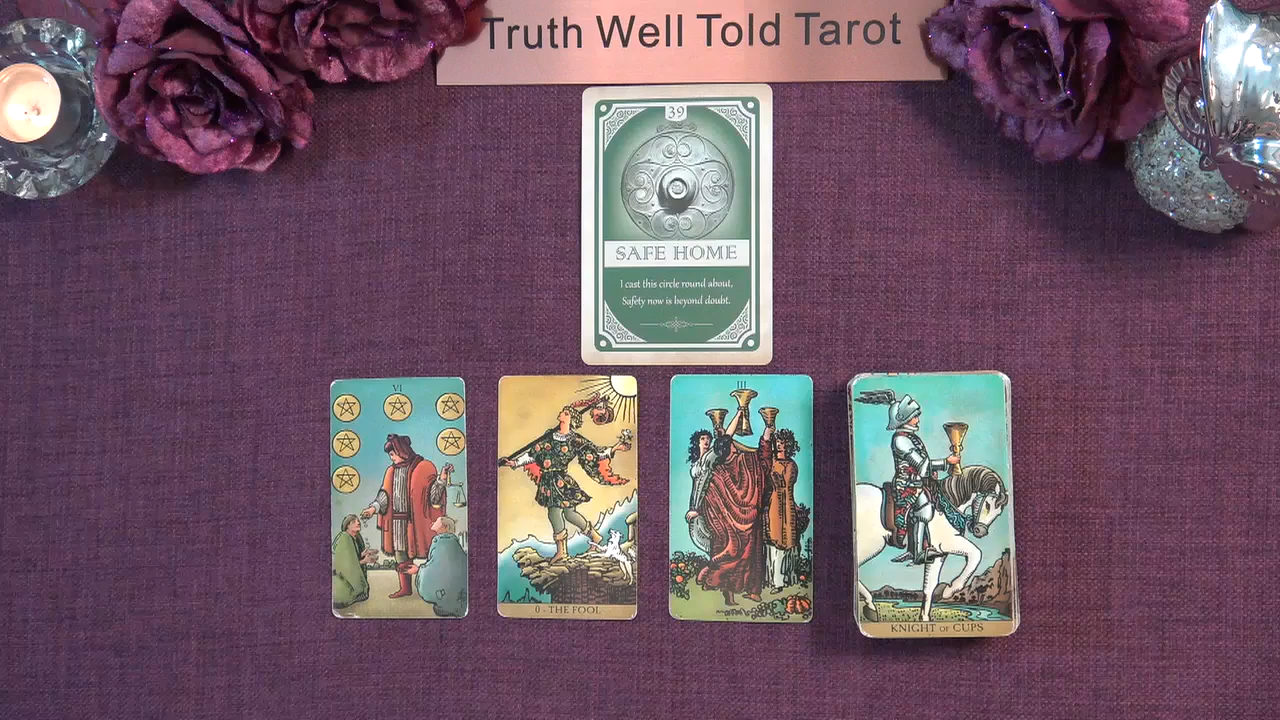 Truth Well Told Tarot
39
SAFE HOME
I cast this circle round about,
Safety now is beyond doubt.
VI
0 - THE FOOL
III
KNIGHT OF CUPS